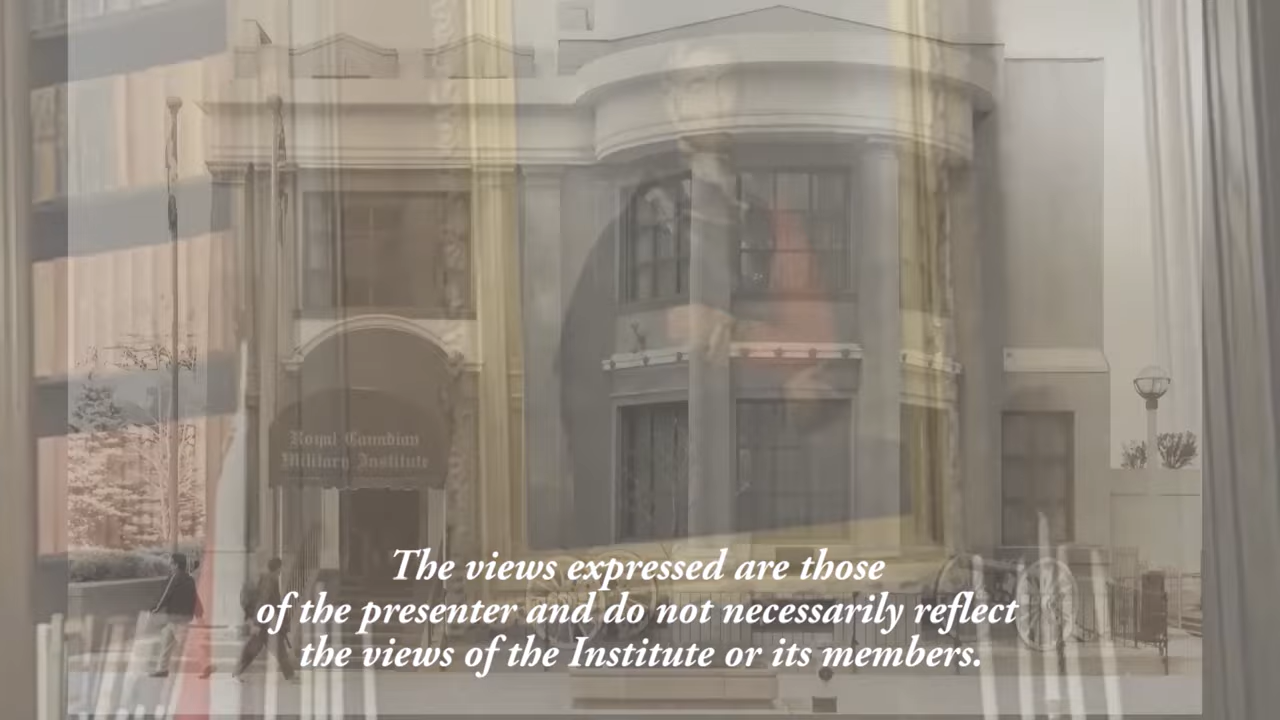 Royal Canadian
Military Institute
The views expressed are those
of the presenter and do not necessarily reflect
the views of the Institute or its members.